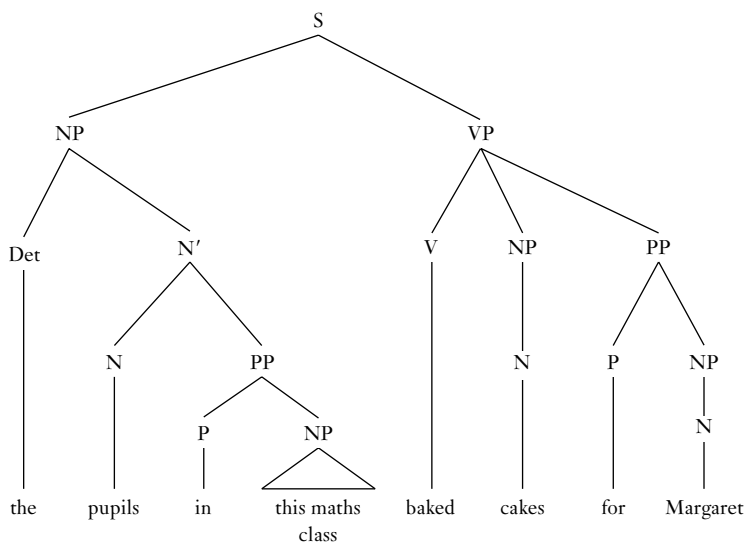 S
NP VP
Det N′ V NP PP
N PP N P NP
P NP N
the pupils in this maths baked cakes for Margaret
class